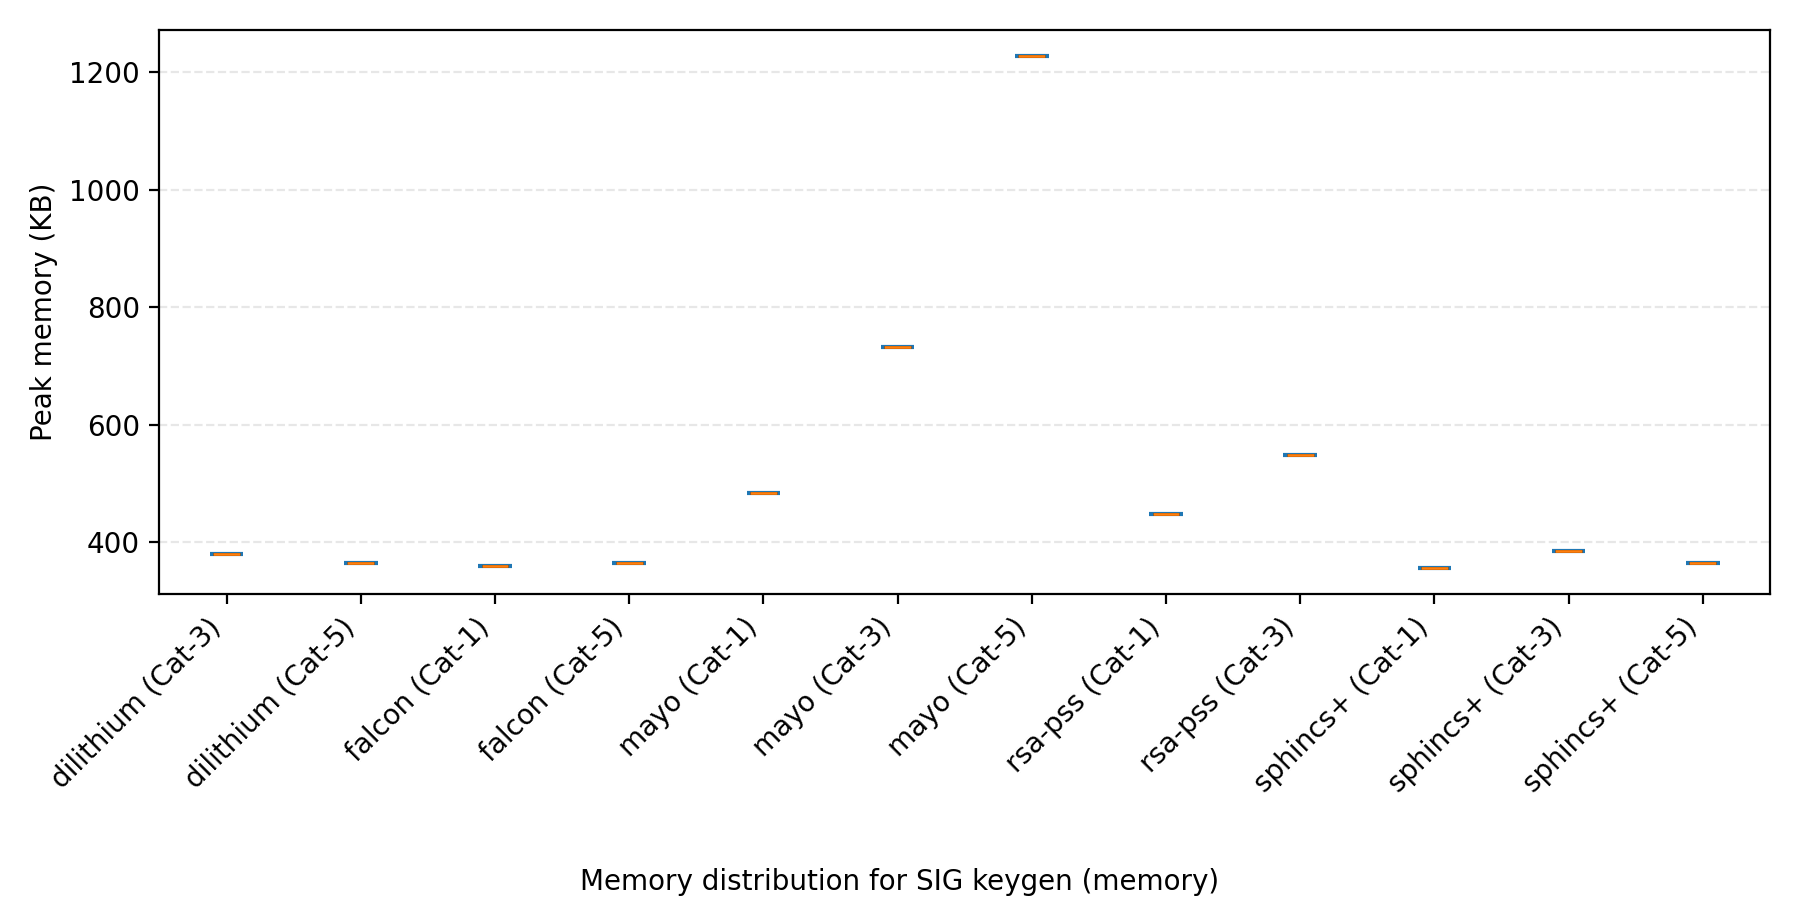 Peak memory (KB)
1200
1000
800
600
400
dilithium (Cat-3)
dilithium (Cat-5)
falcon (Cat-1)
falcon (Cat-5)
mayo (Cat-1)
mayo (Cat-3)
mayo (Cat-5)
rsa-pss (Cat-1)
rsa-pss (Cat-3)
sphincs+ (Cat-1)
sphincs+ (Cat-3)
sphincs+ (Cat-5)
Memory distribution for SIG keygen (memory)